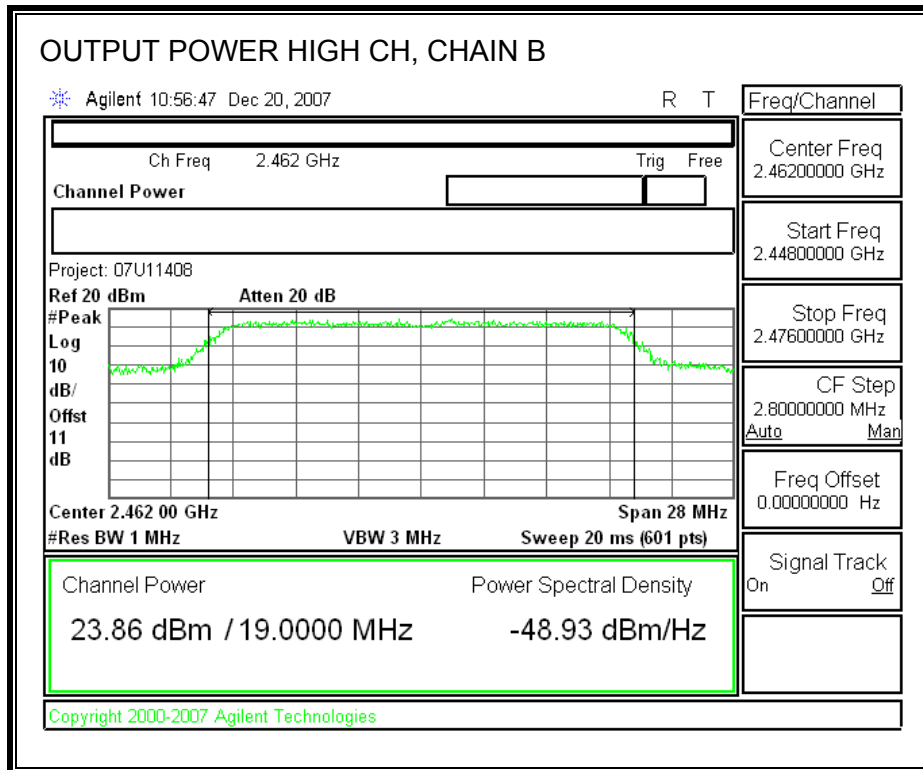 OUTPUT POWER HIGH CH, CHAIN B
Agilent 10:56:47 Dec 20, 2007 R T
Ch Freq 2.462 GHz Trig Free
Channel Power
Project: 07U11408
Ref 20 dBm Atten 20 dB
#Peak
Log
10
dB/
Offst
11
dB
Center 2.462 00 GHz Span 28 MHz
#Res BW 1 MHz VBW 3 MHz Sweep 20 ms (601 pts)
Channel Power Power Spectral Density
23.86 dBm / 19.0000 MHz -48.93 dBm/Hz
Copyright 2000-2007 Agilent Technologies
Freq/Channel
Center Freq
2.46200000 GHz
Start Freq
2.44800000 GHz
Stop Freq
2.47600000 GHz
CF Step
2.80000000 MHz
Auto Man
Freq Offset
0.00000000 Hz
Signal Track
On Off